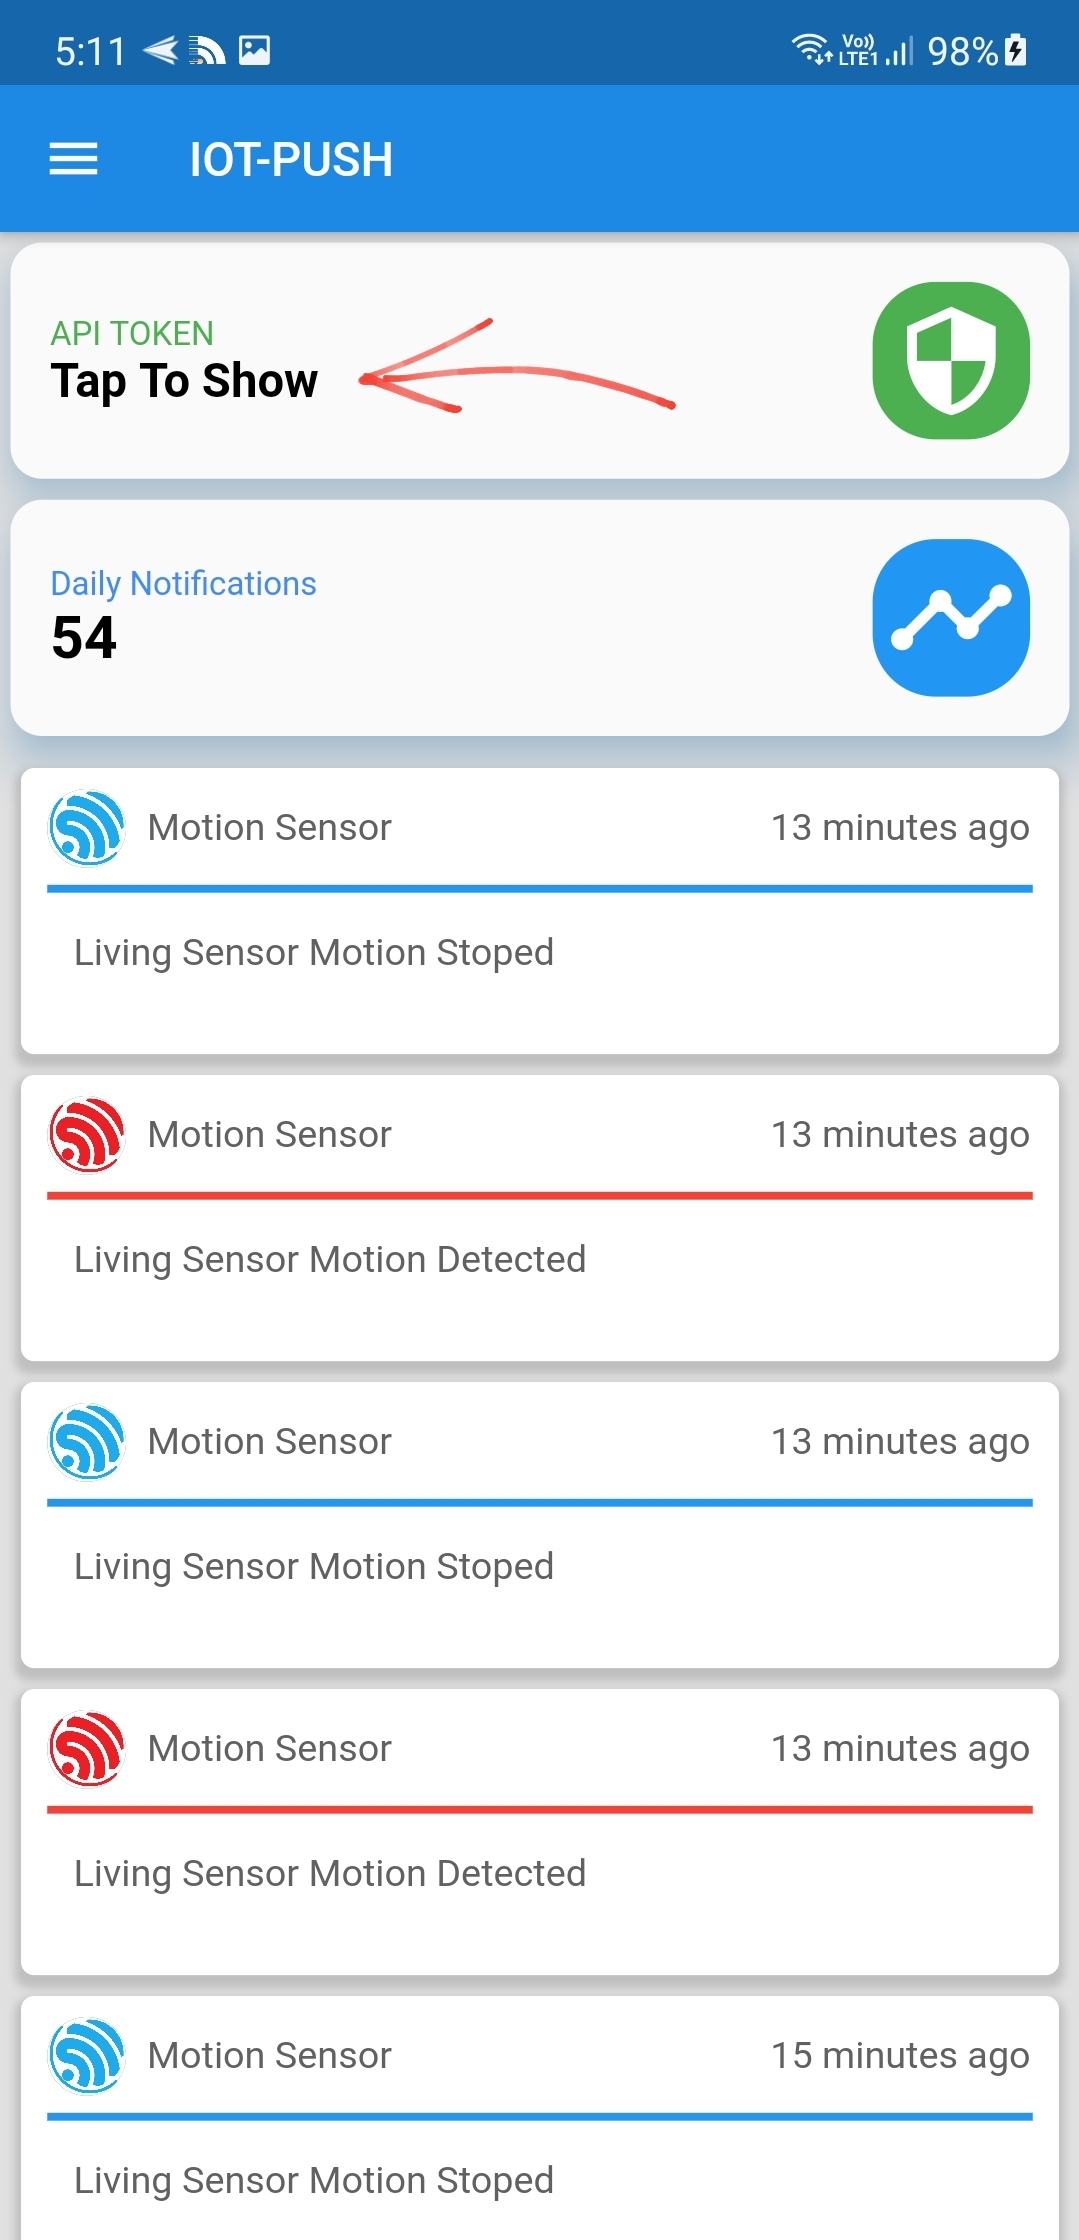 5:11 Vo)) LTE1 98%
IOT-PUSH
API TOKEN
Tap To Show
Daily Notifications
54
Motion Sensor 13 minutes ago
Living Sensor Motion Stoped
Motion Sensor 13 minutes ago
Living Sensor Motion Detected
Motion Sensor 13 minutes ago
Living Sensor Motion Stoped
Motion Sensor 13 minutes ago
Living Sensor Motion Detected
Motion Sensor 15 minutes ago
Living Sensor Motion Stoped